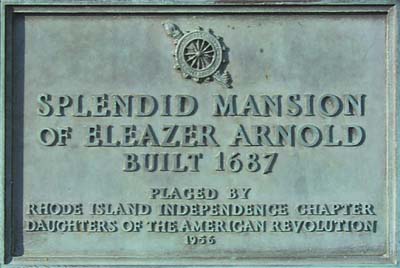 SPLENDID MANSION
OF ELEAZER ARNOLD
BUILT 1687
PLACED BY
RHODE ISLAND INDEPENDENCE CHAPTER
DAUGHTERS OF THE AMERICAN REVOLUTION
1956